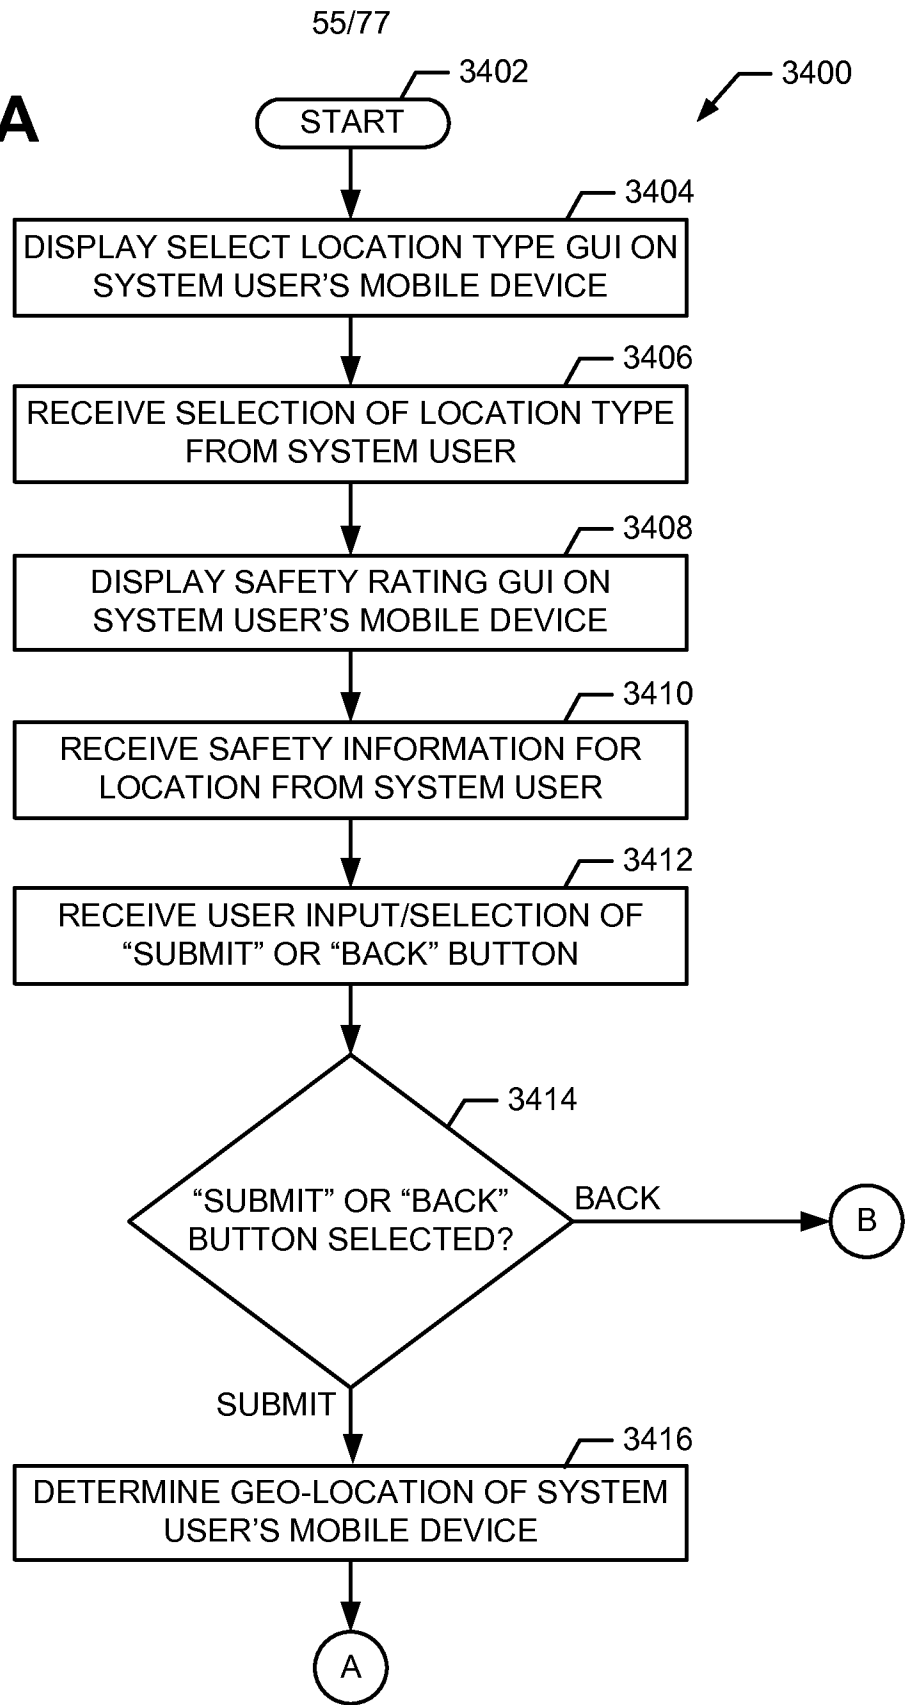 55/77
3402
3400
A
START
3404
DISPLAY SELECT LOCATION TYPE GUI ON
SYSTEM USER'S MOBILE DEVICE
3406
RECEIVE SELECTION OF LOCATION TYPE
FROM SYSTEM USER
3408
DISPLAY SAFETY RATING GUI ON
SYSTEM USER'S MOBILE DEVICE
3410
RECEIVE SAFETY INFORMATION FOR
LOCATION FROM SYSTEM USER
3412
RECEIVE USER INPUT/SELECTION OF
“SUBMIT” OR “BACK” BUTTON
3414
“SUBMIT” OR “BACK”
BUTTON SELECTED?
BACK
B
SUBMIT
3416
DETERMINE GEO-LOCATION OF SYSTEM
USER'S MOBILE DEVICE
A